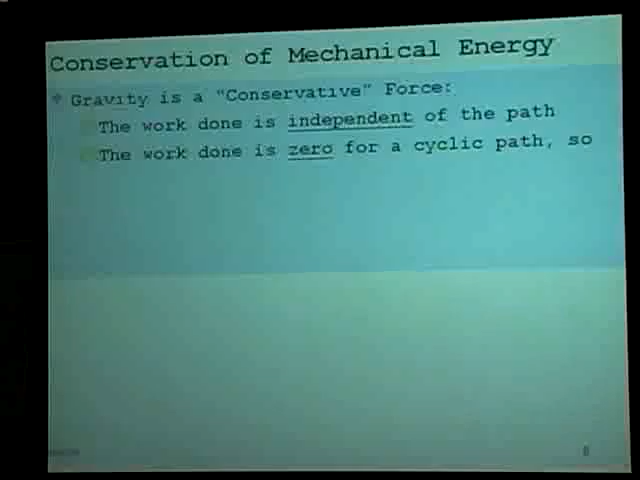 Conservation of Mechanical Energy
Gravity is a "Conservative" Force:
The work done is independent of the path
The work done is zero for a cyclic path, so